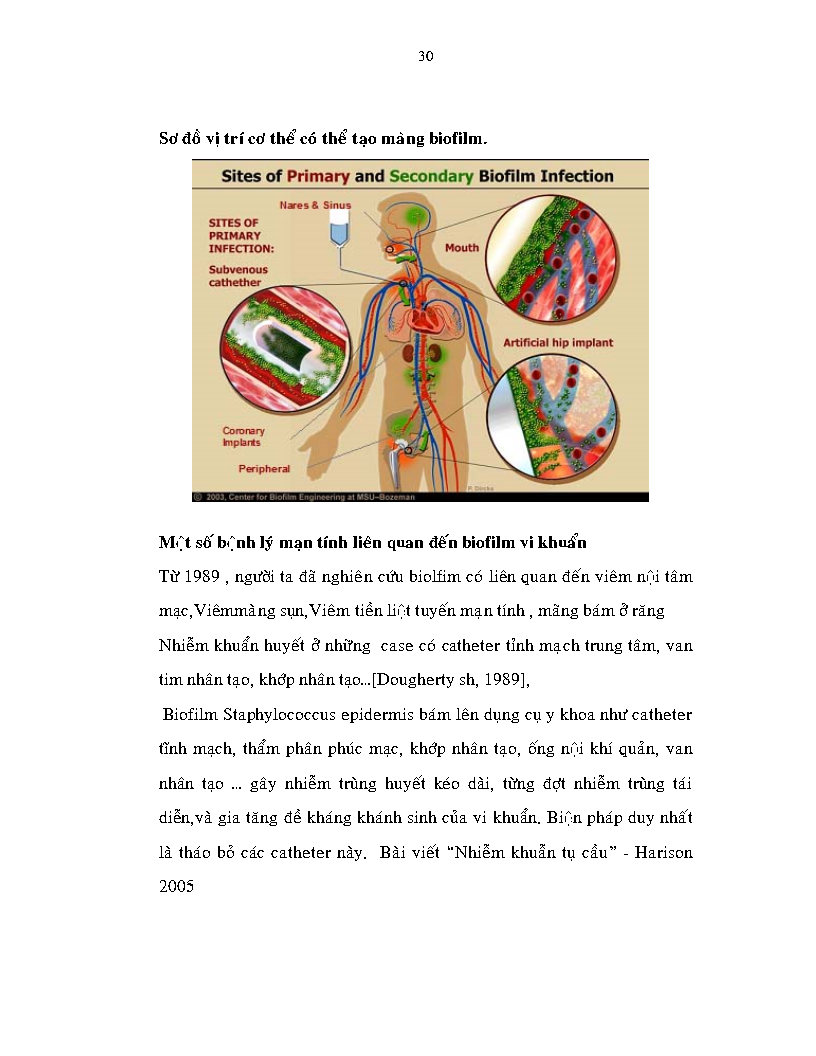 30
Sơ đồ vị trí cơ thể có thể tạo màng biofilm.
Sites of Primary and Secondary Biofilm Infection
Nares & Sinus
SITES OF
PRIMARY
INFECTION:
Mouth
Subvenous
cathether
Artificial hip implant
Coronary
Implants
Peripheral
P. Dirckx
© 2003, Center for Biofilm Engineering at MSU–Bozeman
Một số bệnh lý mạn tính liên quan đến biofilm vi khuẩn
Từ 1989 , người ta đã nghiên cứu biolfim có liên quan đến viêm nội tâm
mạc,Viêmmàng sụn,Viêm tiền liệt tuyến mạn tính , mãng bám ở răng
Nhiễm khuẩn huyết ở những case có catheter tỉnh mạch trung tâm, van
tim nhân tạo, khớp nhân tạo...[Dougherty sh, 1989],
Biofilm Staphylococcus epidermis bám lên dụng cụ y khoa như catheter
tĩnh mạch, thẩm phân phúc mạc, khớp nhân tạo, ống nội khí quản, van
nhân tạo ... gây nhiễm trùng huyết kéo dài, từng đợt nhiễm trùng tái
diễn,và gia tăng đề kháng khánh sinh của vi khuẩn. Biện pháp duy nhất
là tháo bỏ các catheter này. Bài viết “Nhiễm khuẫn tụ cầu” - Harison
2005